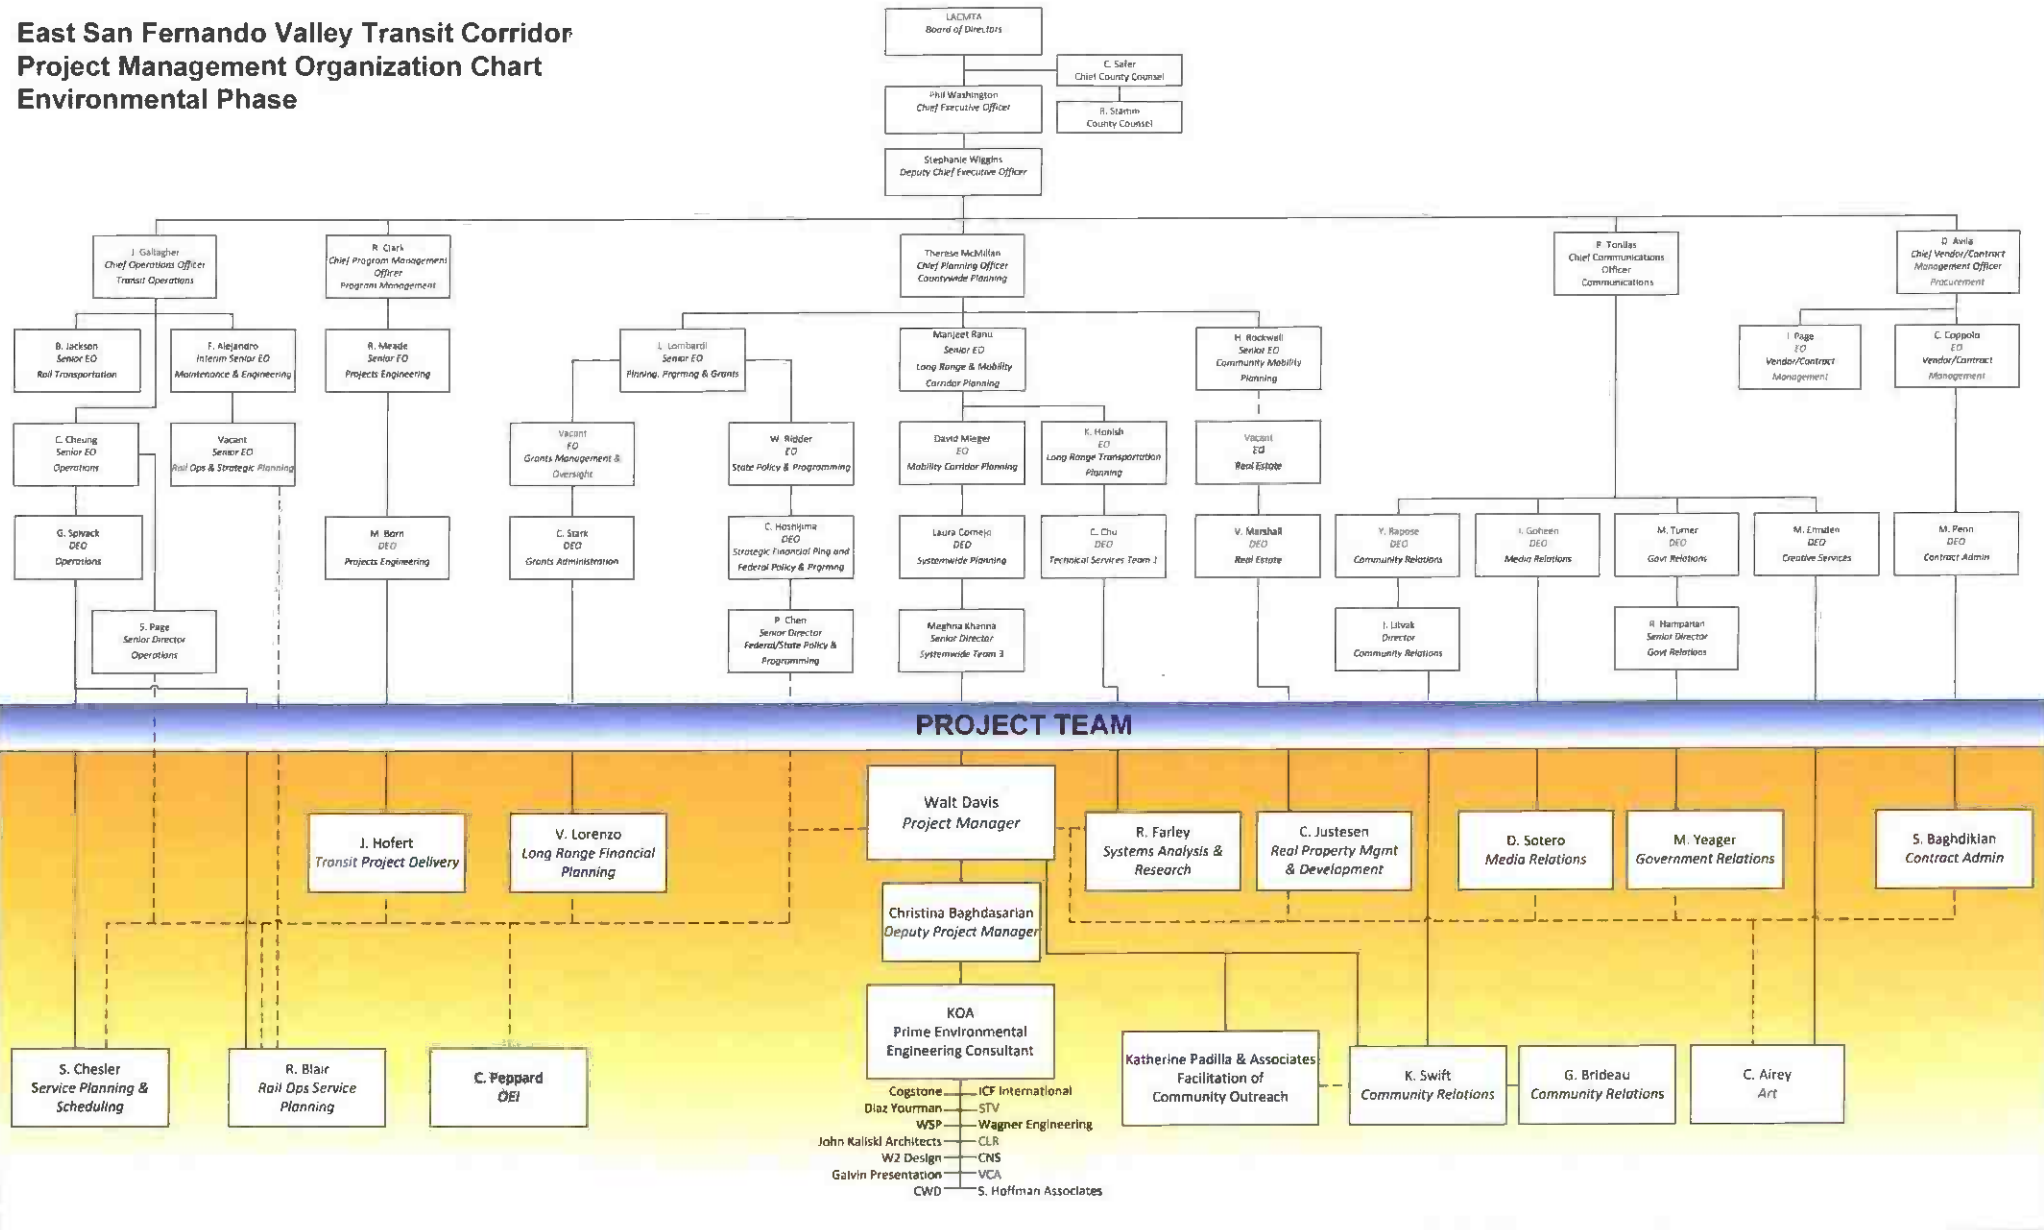 East San Fernando Valley Transit Corridor
Project Management Organization Chart
Environmental Phase
LACMTA
Board of Directors
C. Safer
Chief County Counsel
Phil Washington
Chief Executive Officer
R. Stamm
County Counsel
Stephanie Wiggins
Deputy Chief Executive Officer
J. Gallagher
Chief Operations Officer
Transit Operations
R. Clark
Chief Program Management
Officer
Program Management
Therese McMillan
Chief Planning Officer
Countywide Planning
P. Tonilas
Chief Communications
Officer
Communications
D. Avila
Chief Vendor/Contract
Management Officer
Procurement
B. Jackson
Senior EO
Rail Transportation
F. Alejandro
Interim Senior EO
Maintenance & Engineering
R. Meade
Senior EO
Projects Engineering
L. Lombardi
Senior EO
Plnning, Prgrmg & Grants
Manjeet Ranu
Senior EO
Long Range & Mobility
Corridor Planning
H. Rockwell
Senior EO
Community Mobility
Planning
I. Page
EO
Vendor/Contract
Management
C. Coppolo
EO
Vendor/Contract
Management
C. Cheung
Senior EO
Operations
Vacant
Senior EO
Rail Ops & Strategic Planning
Vacant
EO
Grants Management &
Oversight
W. Ridder
EO
State Policy & Programming
David Mieger
EO
Mobility Corridor Planning
K. Honish
EO
Long Range Transportation
Planning
Vacant
EO
Real Estate
G. Spivack
DEO
Operations
M. Born
DEO
Projects Engineering
C. Stark
DEO
Grants Administration
C. Hoshijima
DEO
Strategic Financial Plng and
Federal Policy & Prgrmng
Laura Cornejo
DEO
Systemwide Planning
C. Chu
DEO
Technical Services Team 1
V. Marshall
DEO
Real Estate
Y. Rapose
DEO
Community Relations
J. Goheen
DEO
Media Relations
M. Turner
DEO
Govt Relations
M. Emsden
DEO
Creative Services
M. Penn
DEO
Contract Admin
S. Page
Senior Director
Operations
P. Chen
Senior Director
Federal/State Policy &
Programming
Meghna Khanna
Senior Director
Systemwide Team 3
J. Litvak
Director
Community Relations
R. Hamparian
Senior Director
Govt Relations
PROJECT TEAM
Walt Davis
Project Manager
J. Hofert
Transit Project Delivery
V. Lorenzo
Long Range Financial
Planning
R. Farley
Systems Analysis &
Research
C. Justesen
Real Property Mgmt
& Development
D. Sotero
Media Relations
M. Yeager
Government Relations
S. Baghdikian
Contract Admin
Christina Baghdasarian
Deputy Project Manager
KOA
Prime Environmental
Engineering Consultant
S. Chesler
Service Planning &
Scheduling
R. Blair
Rail Ops Service
Planning
C. Peppard
OEI
Katherine Padilla & Associates
Facilitation of
Community Outreach
K. Swift
Community Relations
G. Brideau
Community Relations
C. Airey
Art
Cogstone ICF International
Diaz Yourman STV
WSP Wagner Engineering
John Kaliski Architects CLR
W2 Design CNS
Galvin Presentation VCA
CWD S. Hoffman Associates